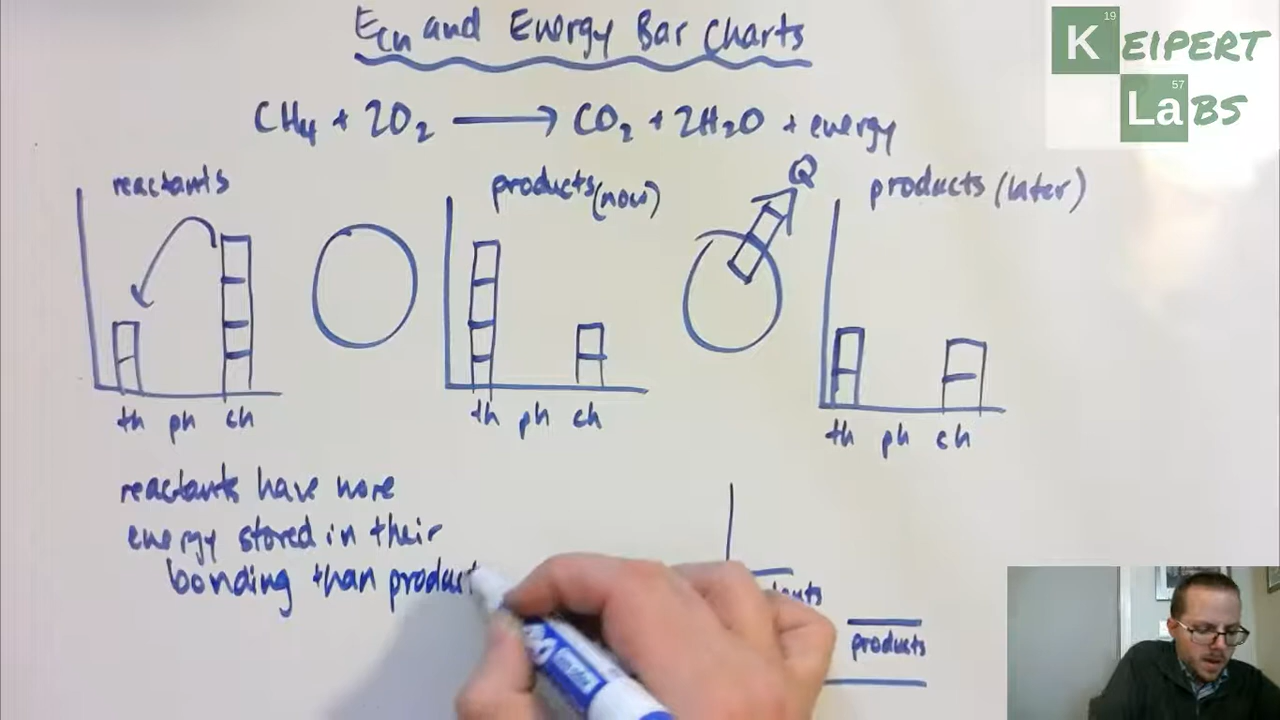 Ech and Energy Bar Charts
19
KEIPERT
57
LaBS
CH4 + 2O2 → CO2 + 2H2O + energy
reactants
products (now)
Q
products (later)
th ph ch
th ph ch
th ph ch
reactants have more
energy stored in their
bonding than product
products